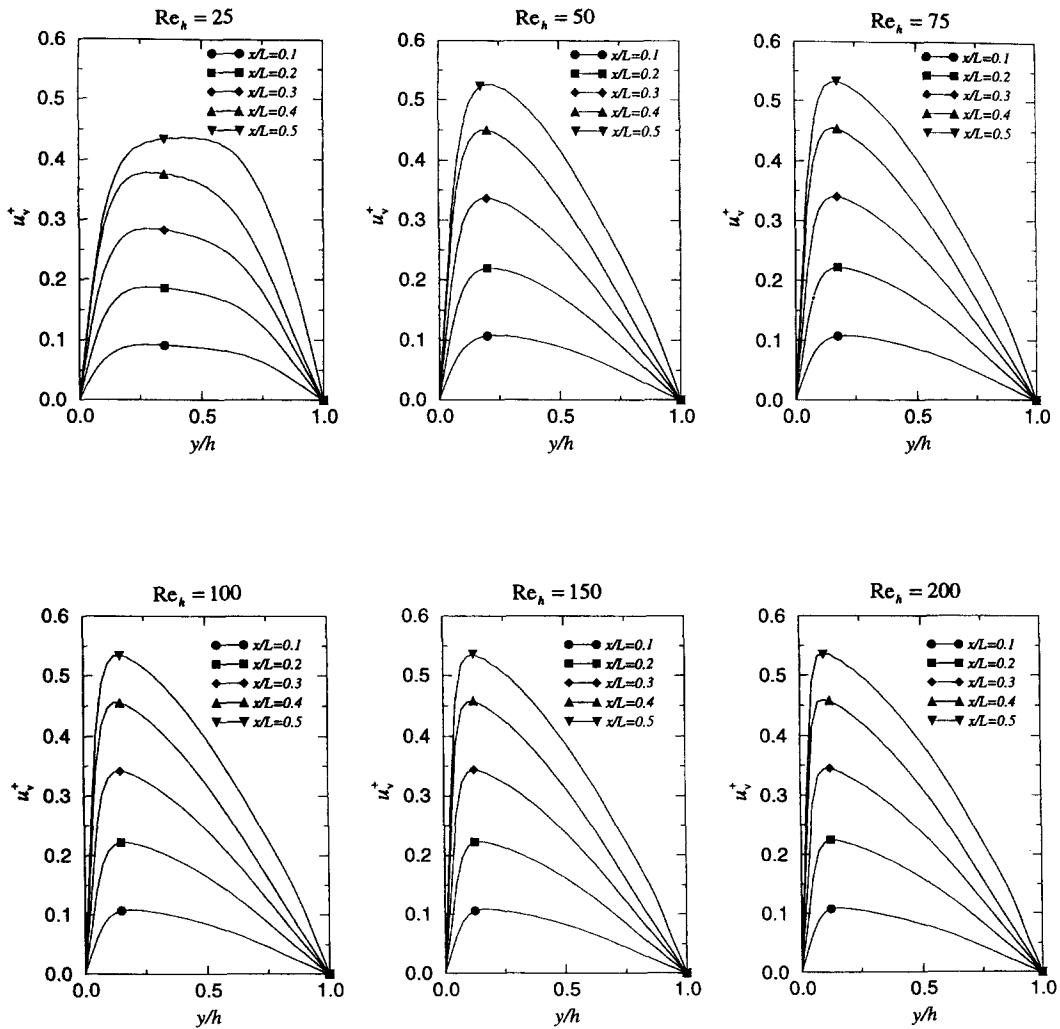 Re_h = 25
0.6
0.5
0.4
0.3
0.2
0.1
0.0
u_v^+
x/L=0.1
x/L=0.2
x/L=0.3
x/L=0.4
x/L=0.5
0.0 0.5 1.0
y/h
Re_h = 50
0.6
0.5
0.4
0.3
0.2
0.1
0.0
u_v^+
x/L=0.1
x/L=0.2
x/L=0.3
x/L=0.4
x/L=0.5
0.0 0.5 1.0
y/h
Re_h = 75
0.6
0.5
0.4
0.3
0.2
0.1
0.0
u_v^+
x/L=0.1
x/L=0.2
x/L=0.3
x/L=0.4
x/L=0.5
0.0 0.5 1.0
y/h
Re_h = 100
0.6
0.5
0.4
0.3
0.2
0.1
0.0
u_v^+
x/L=0.1
x/L=0.2
x/L=0.3
x/L=0.4
x/L=0.5
0.0 0.5 1.0
y/h
Re_h = 150
0.6
0.5
0.4
0.3
0.2
0.1
0.0
u_v^+
x/L=0.1
x/L=0.2
x/L=0.3
x/L=0.4
x/L=0.5
0.0 0.5 1.0
y/h
Re_h = 200
0.6
0.5
0.4
0.3
0.2
0.1
0.0
u_v^+
x/L=0.1
x/L=0.2
x/L=0.3
x/L=0.4
x/L=0.5
0.0 0.5 1.0
y/h